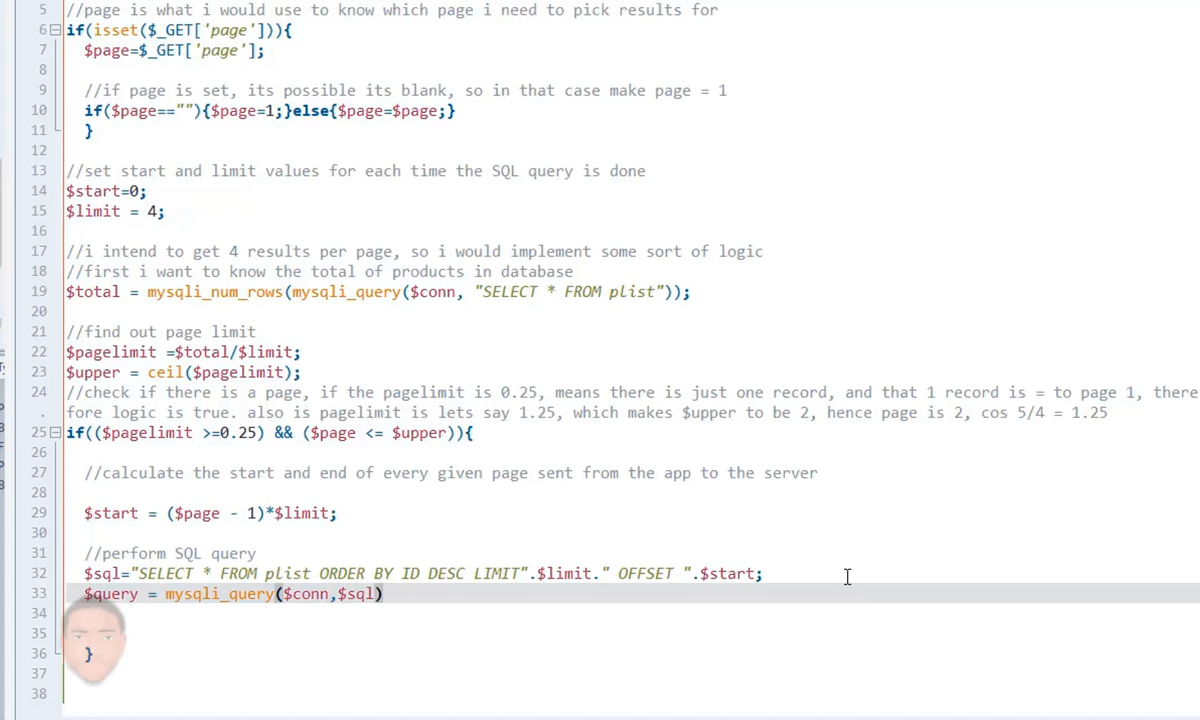 5 //page is what i would use to know which page i need to pick results for
6 if(isset($_GET['page'])){
7 $page=$_GET['page'];
8
9 //if page is set, its possible its blank, so in that case make page = 1
10 if($page==""){$page=1;}else{$page=$page;}
11 }
12
13 //set start and limit values for each time the SQL query is done
14 $start=0;
15 $limit = 4;
16
17 //i intend to get 4 results per page, so i would implement some sort of logic
18 //first i want to know the total of products in database
19 $total = mysqli_num_rows(mysqli_query($conn, "SELECT * FROM plist"));
20
21 //find out page limit
22 $pagelimit =$total/$limit;
23 $upper = ceil($pagelimit);
24 //check if there is a page, if the pagelimit is 0.25, means there is just one record, and that 1 record is = to page 1, there
. fore logic is true. also is pagelimit is lets say 1.25, which makes $upper to be 2, hence page is 2, cos 5/4 = 1.25
25 if(($pagelimit >=0.25) && ($page <= $upper)){
26
27 //calculate the start and end of every given page sent from the app to the server
28
29 $start = ($page - 1)*$limit;
30
31 //perform SQL query
32 $sql="SELECT * FROM plist ORDER BY ID DESC LIMIT".$limit." OFFSET ".$start;
33 $query = mysqli_query($conn,$sql)
34
35
36 }
37
38